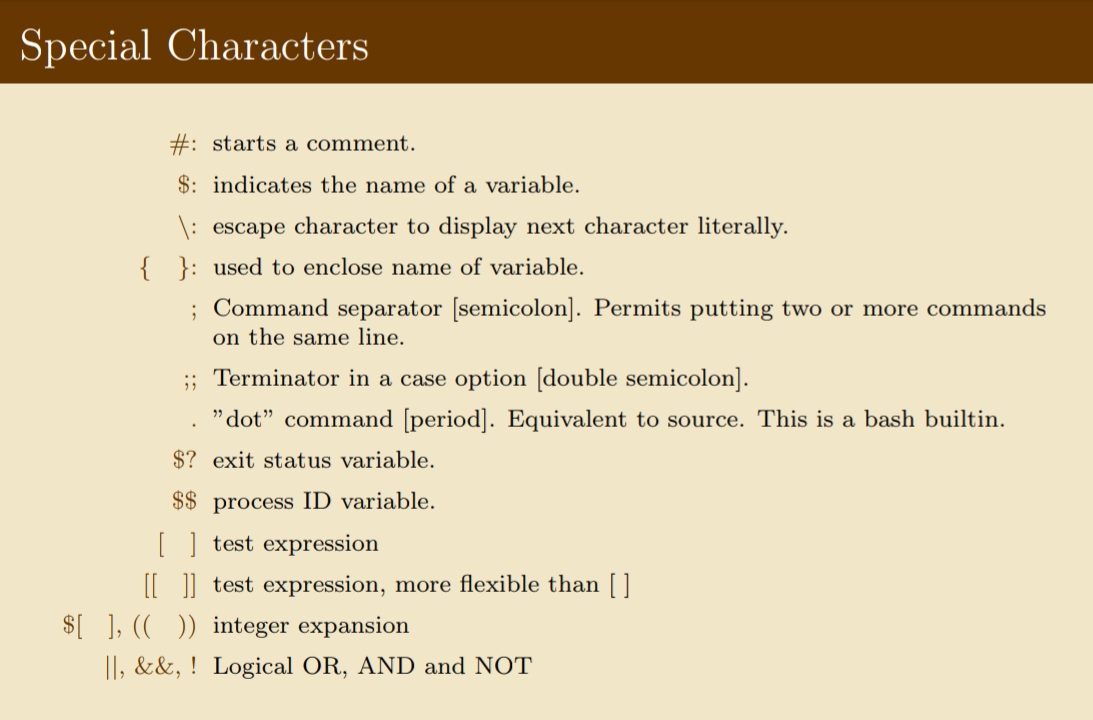 Special Characters
#: starts a comment.
$: indicates the name of a variable.
\: escape character to display next character literally.
{ }: used to enclose name of variable.
; Command separator [semicolon]. Permits putting two or more commands
on the same line.
;; Terminator in a case option [double semicolon].
. ”dot” command [period]. Equivalent to source. This is a bash builtin.
$? exit status variable.
$$ process ID variable.
[ ] test expression
[[ ]] test expression, more flexible than [ ]
$[ ], (( )) integer expansion
||, &&, ! Logical OR, AND and NOT